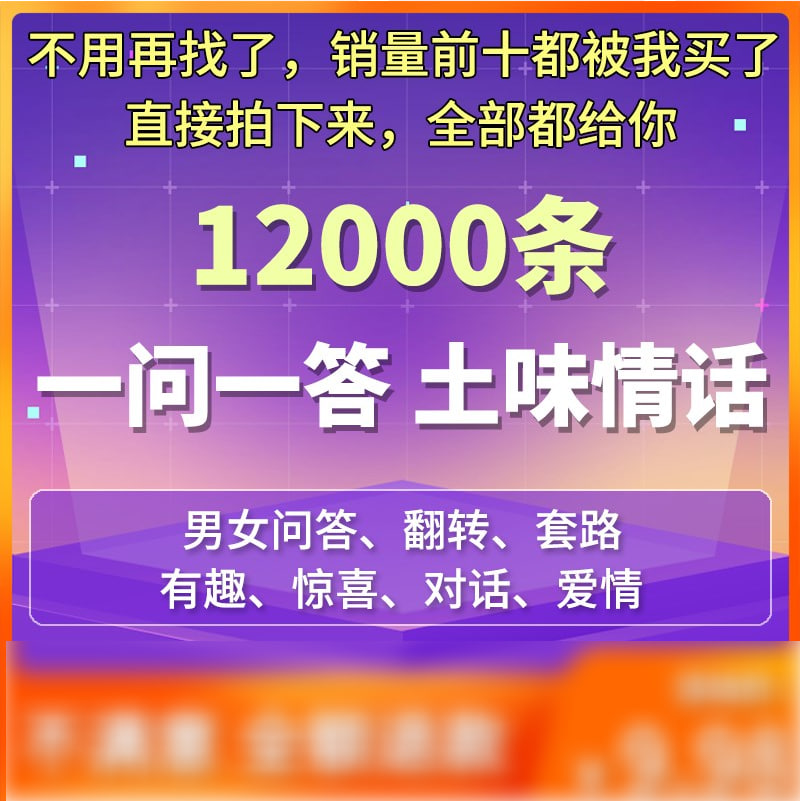 不用再找了，销量前十都被我买了
直接拍下来，全部都给你
12000条
一问一答 土味情话
男女问答、翻转、套路
有趣、惊喜、对话、爱情